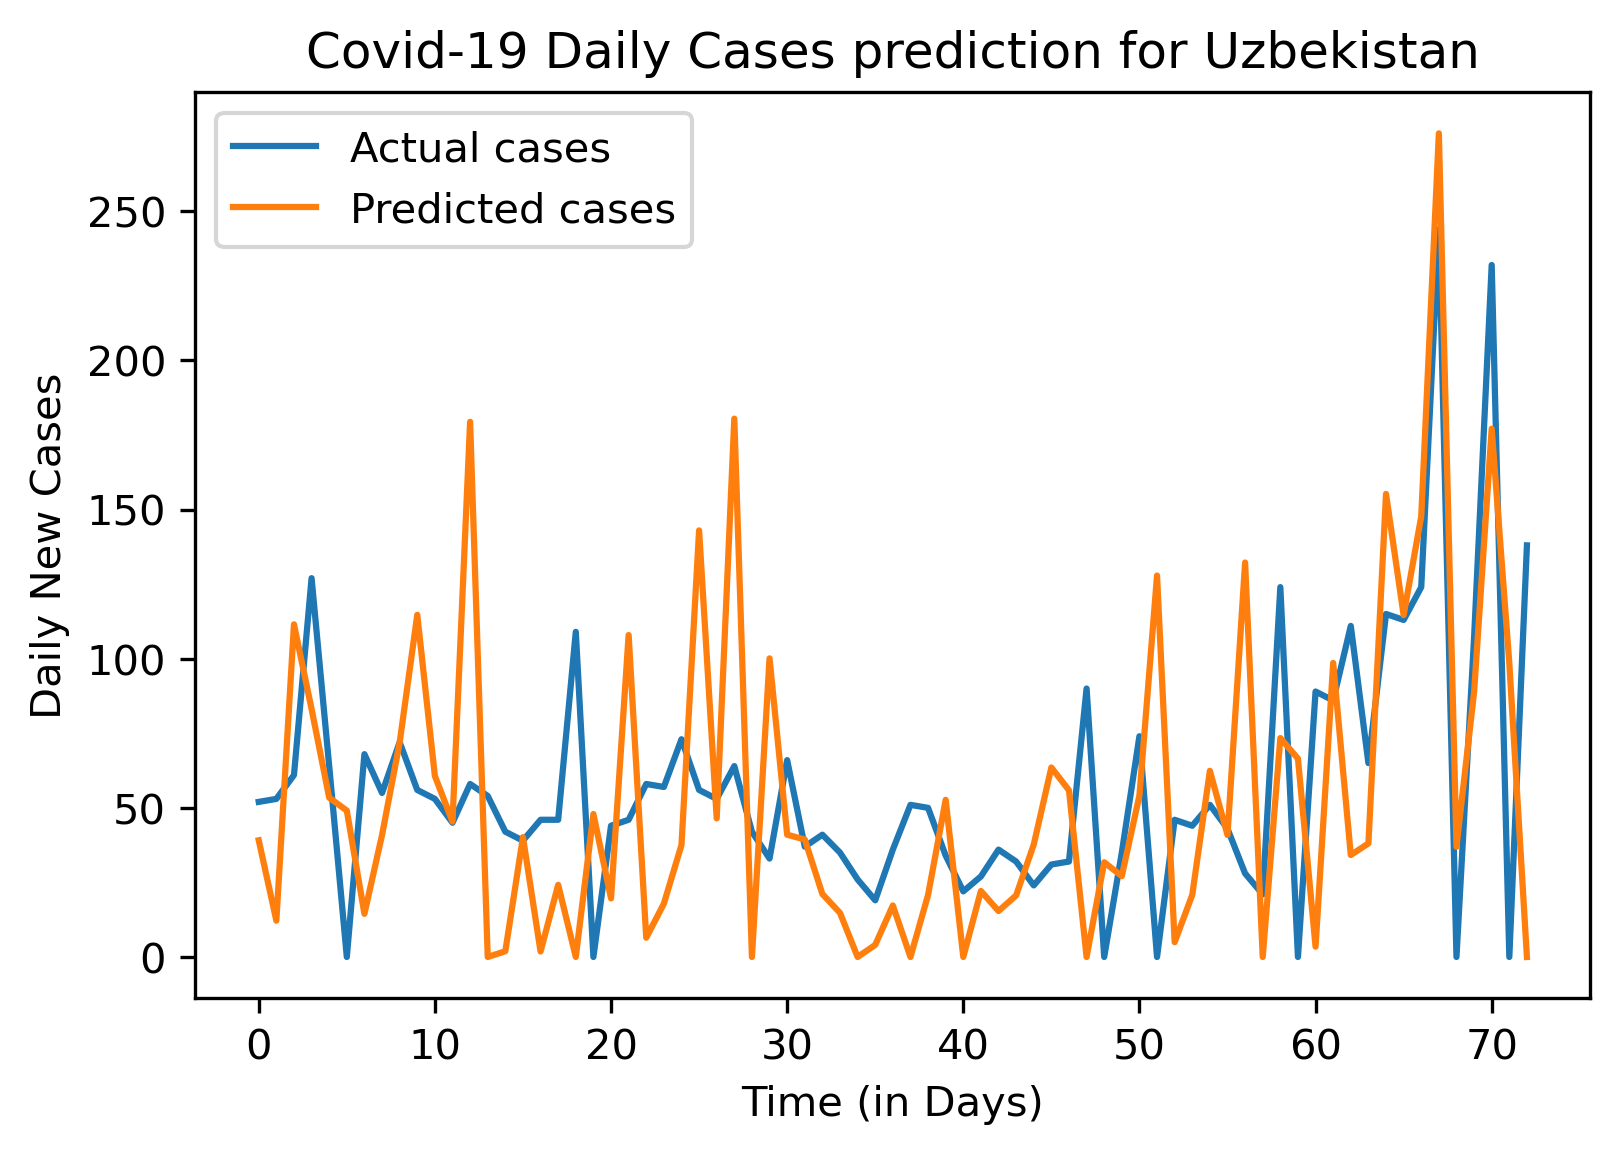 Covid-19 Daily Cases prediction for Uzbekistan
Actual cases
Predicted cases
Daily New Cases
250
200
150
100
50
0
0 10 20 30 40 50 60 70
Time (in Days)